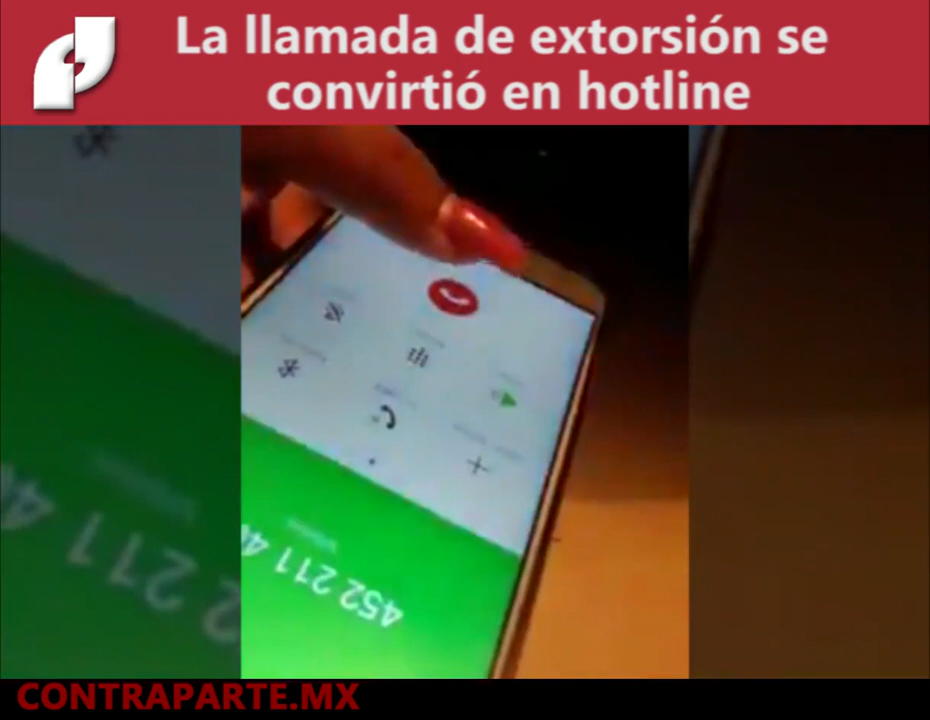 La llamada de extorsión se
convirtió en hotline
452 211 4
CONTRAPARTE.MX